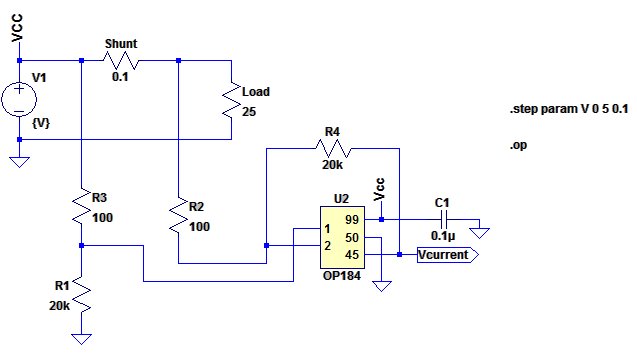 VCC
Shunt
0.1
V1
{V}
Load
25
.step param V 0 5 0.1
.op
R4
20k
R3
100
R2
100
U2
Vcc
C1
0.1µ
99
1
50
2
45
Vcurrent
OP184
R1
20k